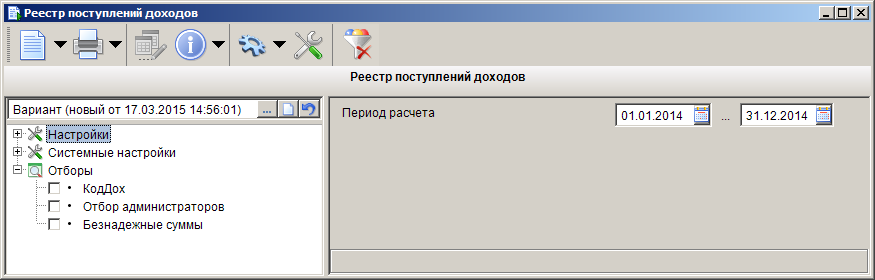 Реестр поступлений доходов
Реестр поступлений доходов
Вариант (новый от 17.03.2015 14:56:01) ...
Период расчета 01.01.2014 ... 31.12.2014
Настройки
Системные настройки
Отборы
• КодДох
• Отбор администраторов
• Безнадежные суммы